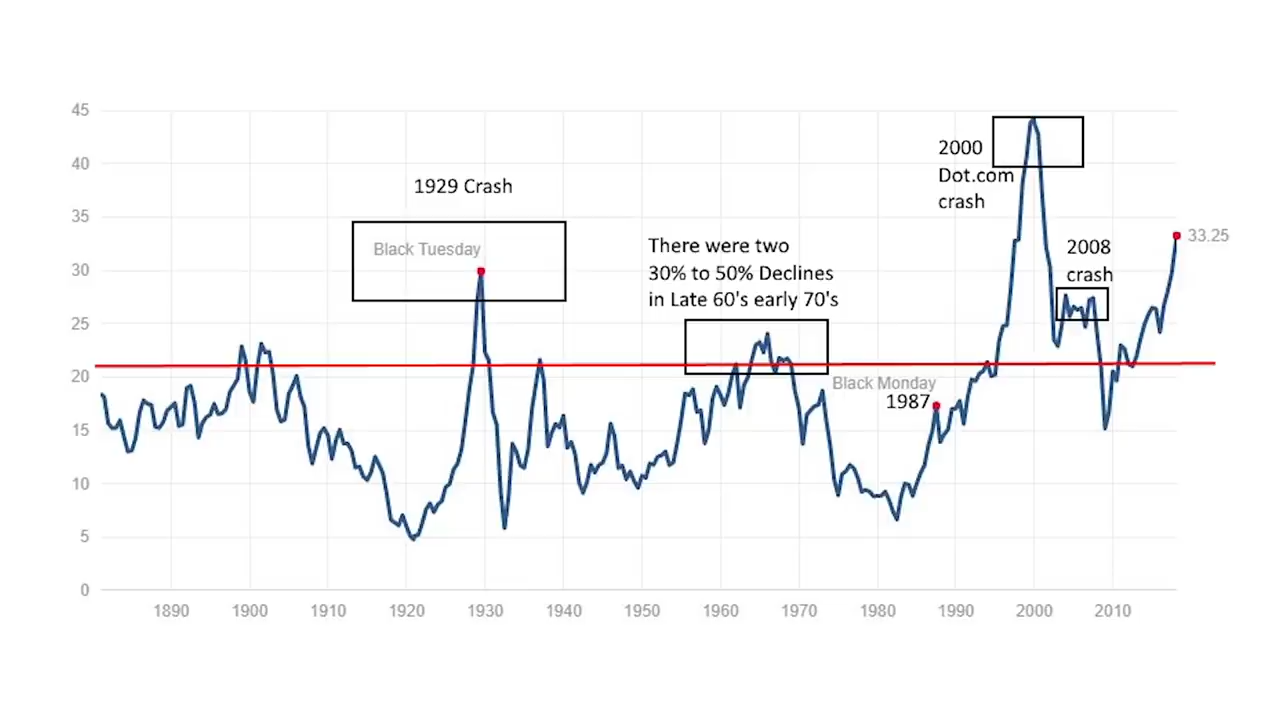 45
40
35
30
25
20
15
10
5
0
1929 Crash
Black Tuesday
There were two
30% to 50% Declines
in Late 60's early 70's
Black Monday
1987
2000
Dot.com
crash
2008
crash
33.25
1890 1900 1910 1920 1930 1940 1950 1960 1970 1980 1990 2000 2010